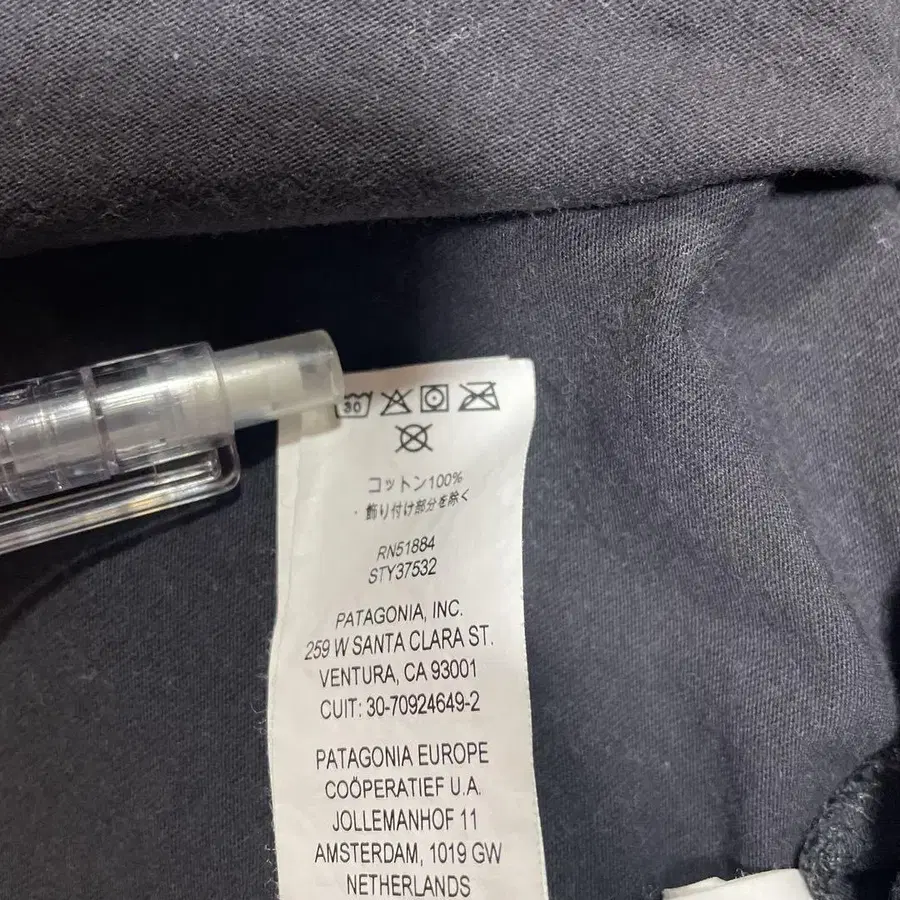 30
コットン100%
・飾り付け部分を除く
RN51884
STY37532
PATAGONIA, INC.
259 W SANTA CLARA ST.
VENTURA, CA 93001
CUIT: 30-70924649-2
PATAGONIA EUROPE
COÖPERATIEF U.A.
JOLLEMANHOF 11
AMSTERDAM, 1019 GW
NETHERLANDS